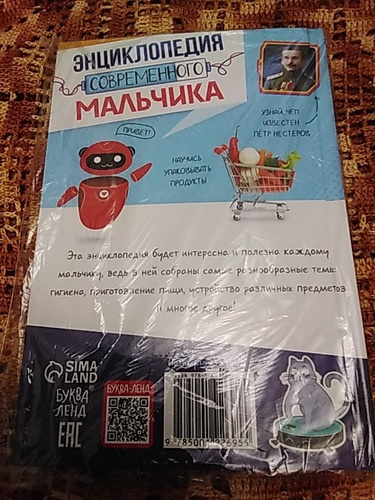 ЭНЦИКЛОПЕДИЯ
СОВРЕМЕННОГО
МАЛЬЧИКА
ПРИВЕТ!
УЗНАЙ ЧЕМ
ИЗВЕСТЕН
ПЁТР НЕСТЕРОВ
НАУЧИСЬ
УПАКОВЫВАТЬ
ПРОДУКТЫ
Эта энциклопедия будет интересна и полезна каждому
мальчику, ведь в ней собраны самые разнообразные темы:
гигиена, приготовление пищи, устройство различных предметов
и многое другое!
SIMA
LAND
БУКВА
ЛЕНД
EAC
БУКВА-ЛЕНД